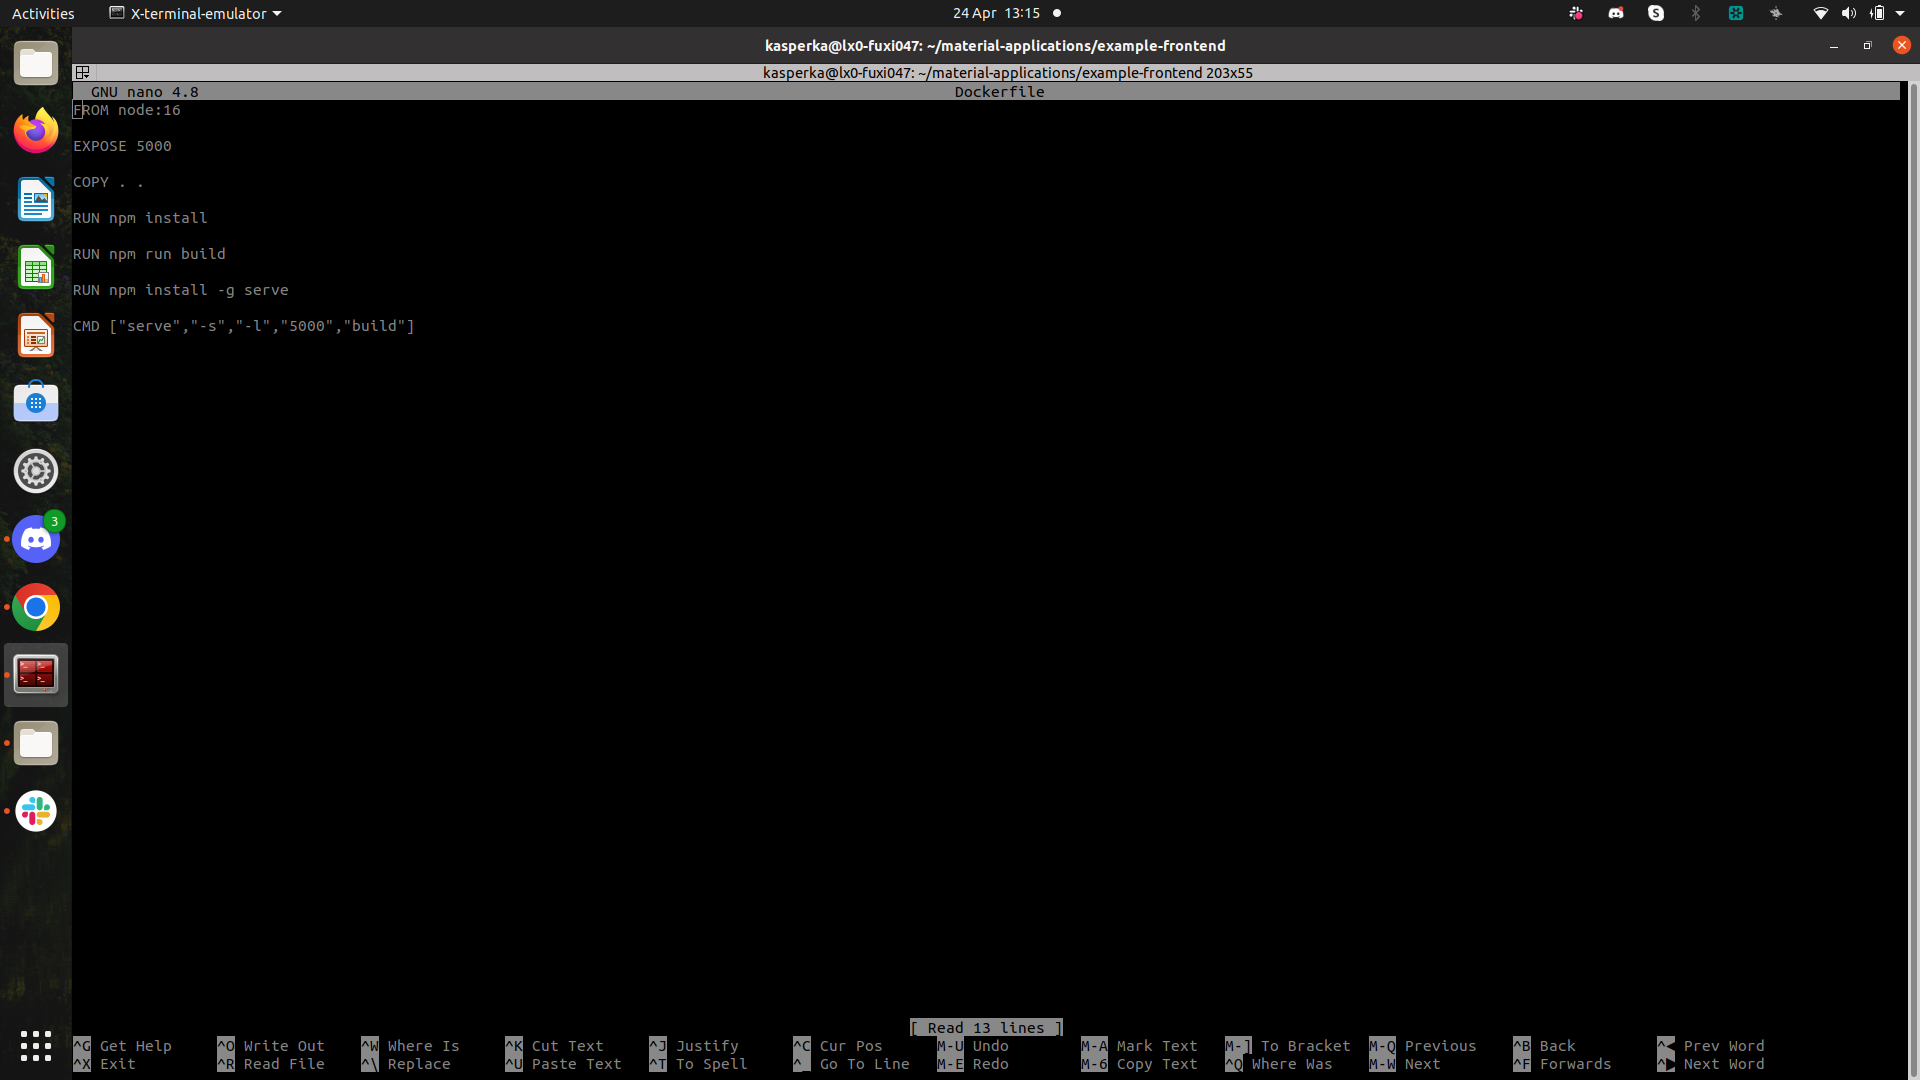 Activities X-terminal-emulator 24 Apr 13:15
kasperka@lx0-fuxi047: ~/material-applications/example-frontend
kasperka@lx0-fuxi047: ~/material-applications/example-frontend 203x55
GNU nano 4.8 Dockerfile
FROM node:16
EXPOSE 5000
COPY . .
RUN npm install
RUN npm run build
RUN npm install -g serve
CMD ["serve","-s","-l","5000","build"]
3
[ Read 13 lines ]
^G Get Help ^O Write Out ^W Where Is ^K Cut Text ^J Justify ^C Cur Pos M-U Undo M-A Mark Text M-] To Bracket M-Q Previous ^B Back ^◀ Prev Word
^X Exit ^R Read File ^\ Replace ^U Paste Text ^T To Spell ^_ Go To Line M-E Redo M-6 Copy Text ^Q Where Was M-W Next ^F Forwards ^▶ Next Word